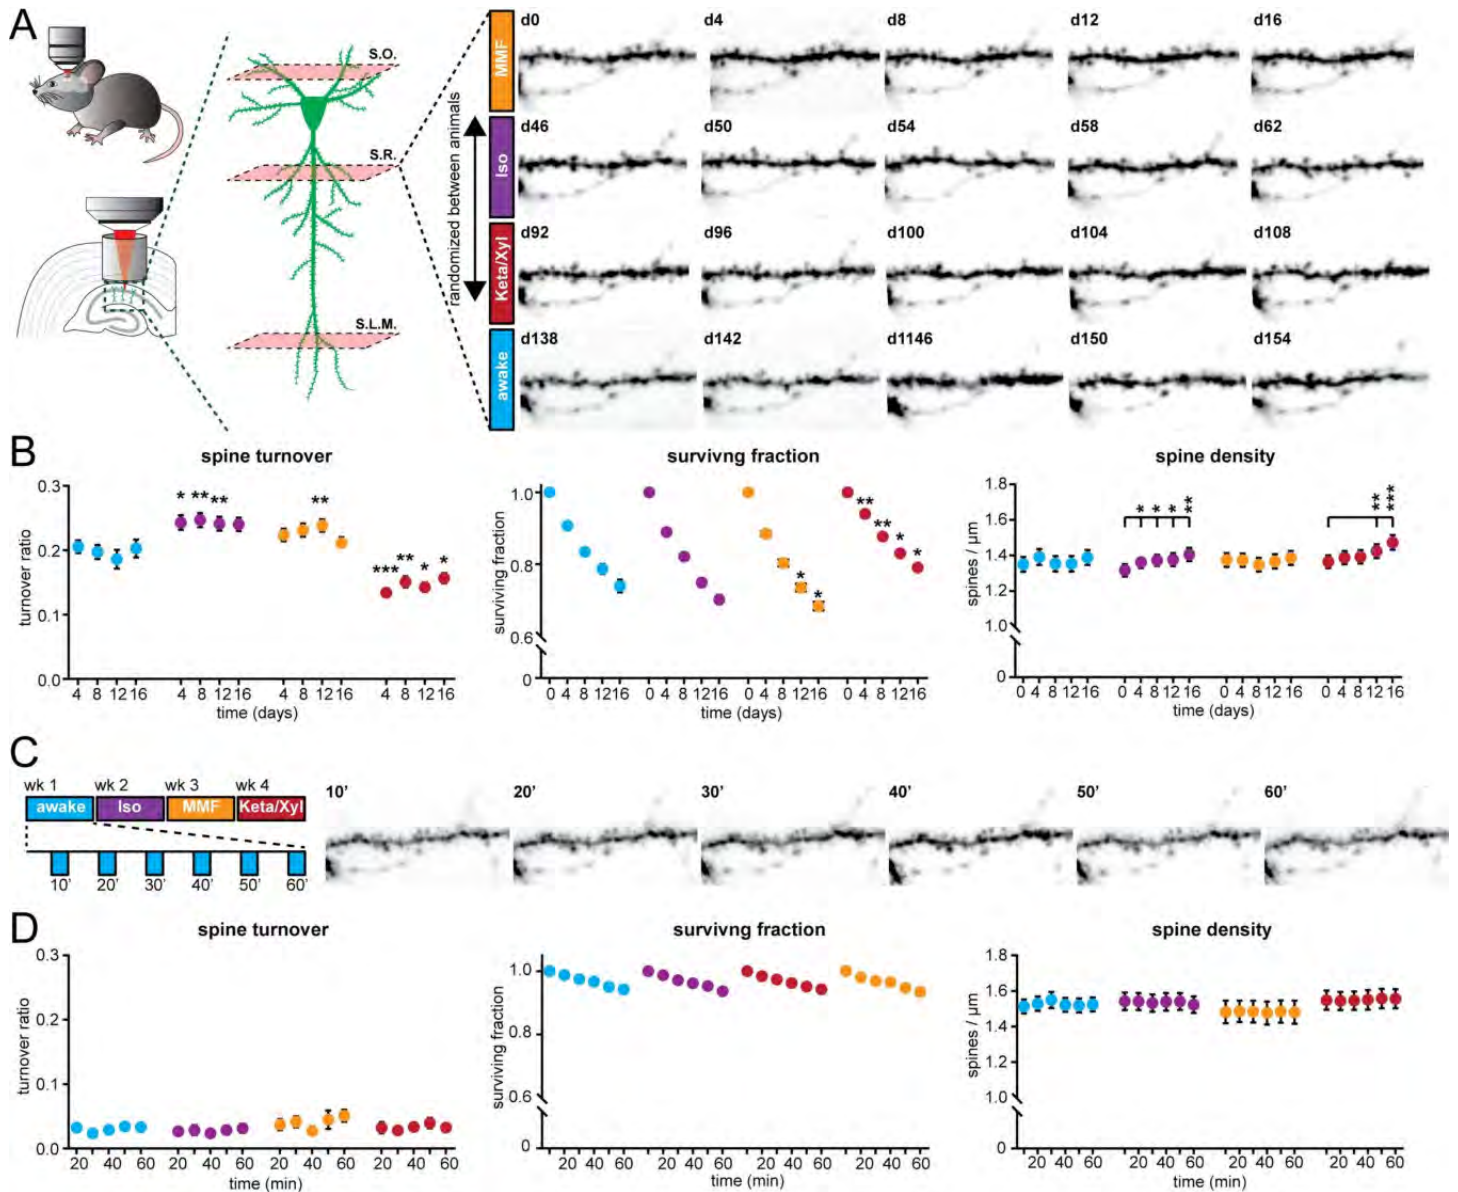 A
S.O.
S.R.
S.L.M.
randomized between animals
MMF
d0 d4 d8 d12 d16
Iso
d46 d50 d54 d58 d62
Keta/Xyl
d92 d96 d100 d104 d108
awake
d138 d142 d1146 d150 d154
B
spine turnover
turnover ratio
0.3
0.2
0.1
0.0
* ** ** ** *** ** * *
4 8 12 16 4 8 12 16 4 8 12 16 4 8 12 16
time (days)
survivng fraction
surviving fraction
1.0
0.8
0.6
0
* * ** ** * *
0 4 8 12 16 0 4 8 12 16 0 4 8 12 16 0 4 8 12 16
time (days)
spine density
spines / µm
1.8
1.6
1.4
1.2
1.0
0
* * * ** ** ***
0 4 8 12 16 0 4 8 12 16 0 4 8 12 16 0 4 8 12 16
time (days)
C
wk 1 wk 2 wk 3 wk 4
awake Iso MMF Keta/Xyl
10' 20' 30' 40' 50' 60'
10' 20' 30' 40' 50' 60'
D
spine turnover
turnover ratio
0.3
0.2
0.1
0.0
20 40 60 20 40 60 20 40 60 20 40 60
time (min)
survivng fraction
surviving fraction
1.0
0.8
0.6
0
20 40 60 20 40 60 20 40 60 20 40 60
time (min)
spine density
spines / µm
1.8
1.6
1.4
1.2
1.0
0
20 40 60 20 40 60 20 40 60 20 40 60
time (min)